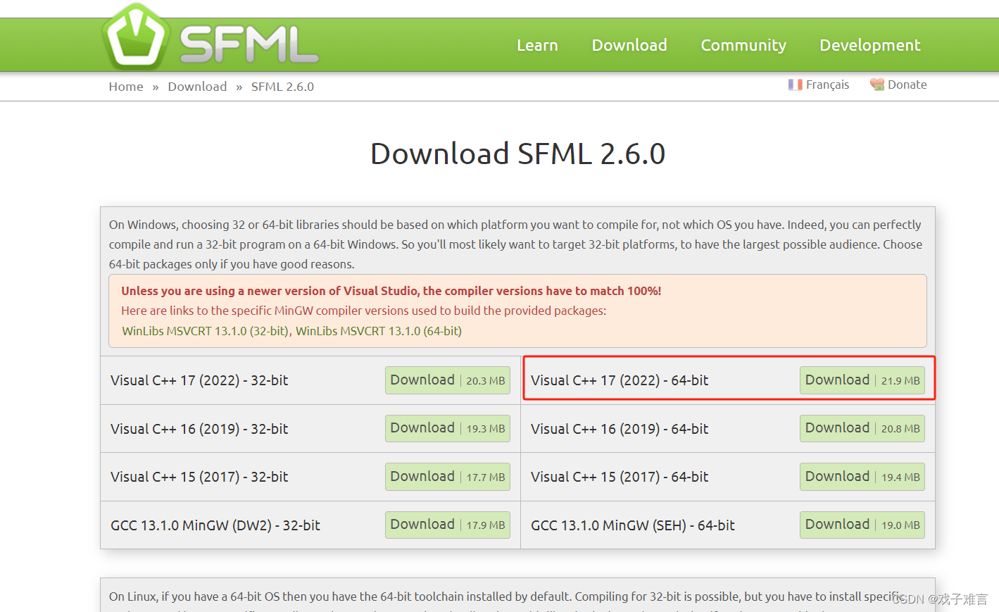 SFML
Learn Download Community Development
Home » Download » SFML 2.6.0
Français Donate
Download SFML 2.6.0
On Windows, choosing 32 or 64-bit libraries should be based on which platform you want to compile for, not which OS you have. Indeed, you can perfectly
compile and run a 32-bit program on a 64-bit Windows. So you'll most likely want to target 32-bit platforms, to have the largest possible audience. Choose
64-bit packages only if you have good reasons.
Unless you are using a newer version of Visual Studio, the compiler versions have to match 100%!
Here are links to the specific MinGW compiler versions used to build the provided packages:
WinLibs MSVCRT 13.1.0 (32-bit), WinLibs MSVCRT 13.1.0 (64-bit)
Visual C++ 17 (2022) - 32-bit Download | 20.3 MB Visual C++ 17 (2022) - 64-bit Download | 21.9 MB
Visual C++ 16 (2019) - 32-bit Download | 19.3 MB Visual C++ 16 (2019) - 64-bit Download | 20.8 MB
Visual C++ 15 (2017) - 32-bit Download | 17.7 MB Visual C++ 15 (2017) - 64-bit Download | 19.4 MB
GCC 13.1.0 MinGW (DW2) - 32-bit Download | 17.9 MB GCC 13.1.0 MinGW (SEH) - 64-bit Download | 19.0 MB
On Linux, if you have a 64-bit OS then you have the 64-bit toolchain installed by default. Compiling for 32-bit is possible, but you have to install specific
CSDN @戏子难言